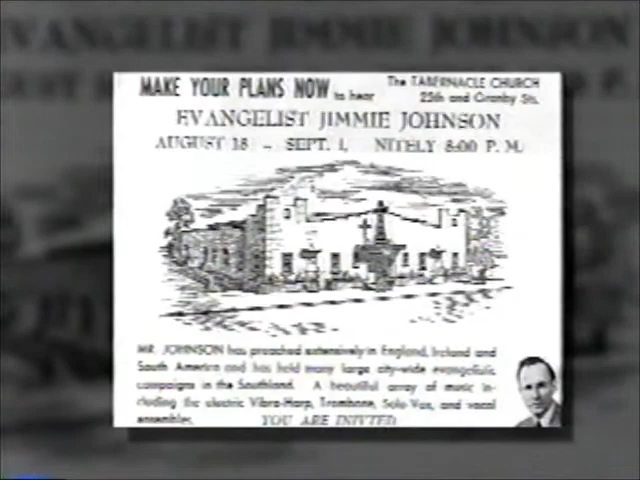 EVANGELIST JIMMIE JOHNSON
MAKE YOUR PLANS NOW to hear
The TABERNACLE CHURCH
25th and Granby Sts.
EVANGELIST JIMMIE JOHNSON
AUGUST 18 - SEPT. 1, NITELY 8:00 P. M.
MR. JOHNSON has preached extensively in England, Ireland and
South America and has held many large city-wide evangelistic
campaigns in the Southland. A beautiful array of music in-
cluding the electric Vibra-Harp, Trombone, Solo Vox, and vocal
ensembles. YOU ARE INVITED